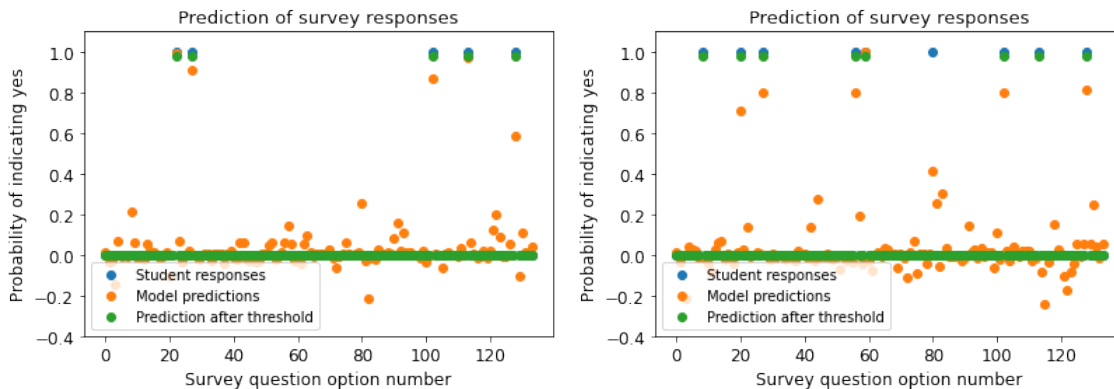 Prediction of survey responses
Probability of indicating yes
1.0
0.8
0.6
0.4
0.2
0.0
−0.2
−0.4
Student responses
Model predictions
Prediction after threshold
0 20 40 60 80 100 120
Survey question option number
Prediction of survey responses
Probability of indicating yes
1.0
0.8
0.6
0.4
0.2
0.0
−0.2
−0.4
Student responses
Model predictions
Prediction after threshold
0 20 40 60 80 100 120
Survey question option number